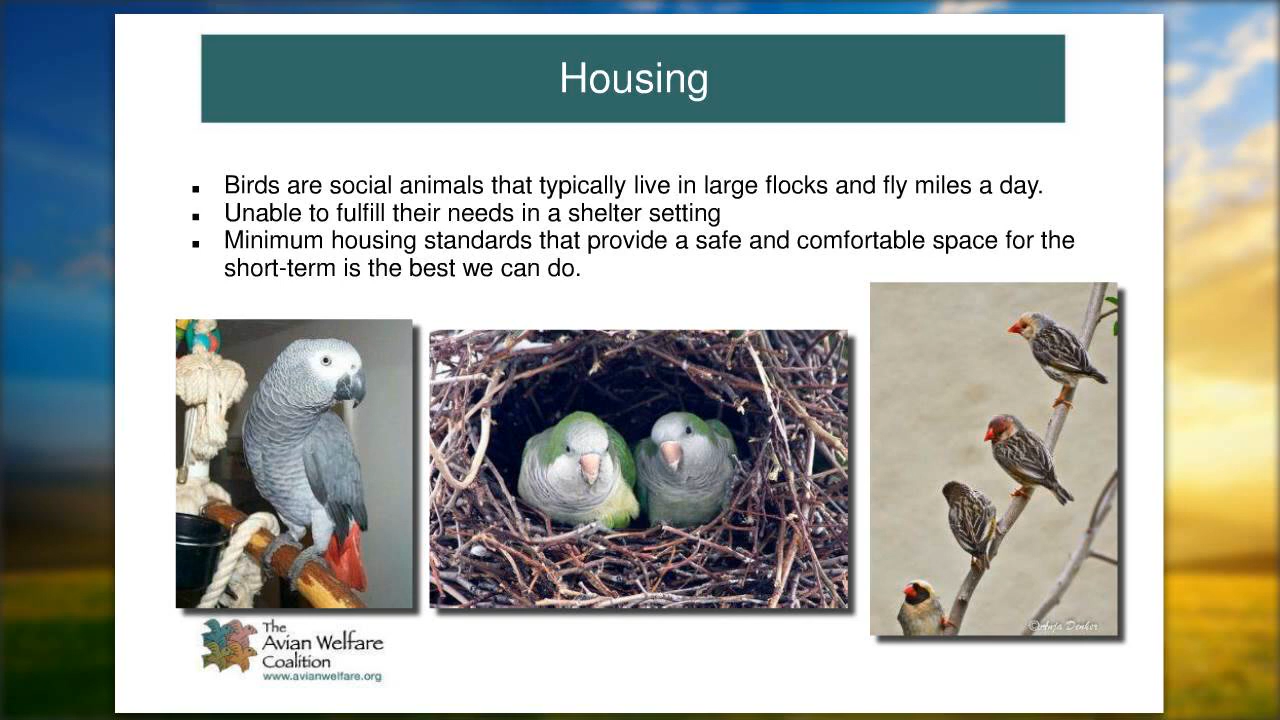 Housing
Birds are social animals that typically live in large flocks and fly miles a day.
Unable to fulfill their needs in a shelter setting
Minimum housing standards that provide a safe and comfortable space for the
short-term is the best we can do.
©Anja Denker
The
Avian Welfare
Coalition
www.avianwelfare.org